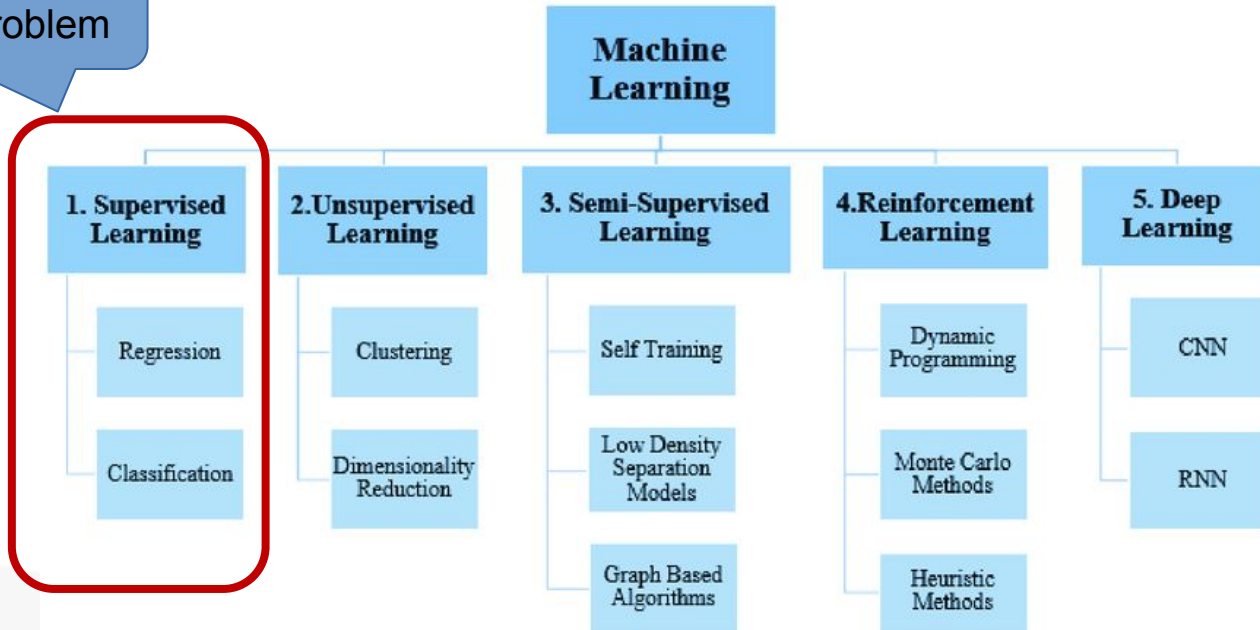 Machine
Learning
1. Supervised
Learning
2.Unsupervised
Learning
3. Semi-Supervised
Learning
4.Reinforcement
Learning
5. Deep
Learning
Regression
Classification
Clustering
Dimensionality
Reduction
Self Training
Low Density
Separation
Models
Graph Based
Algorithms
Dynamic
Programming
Monte Carlo
Methods
Heuristic
Methods
CNN
RNN